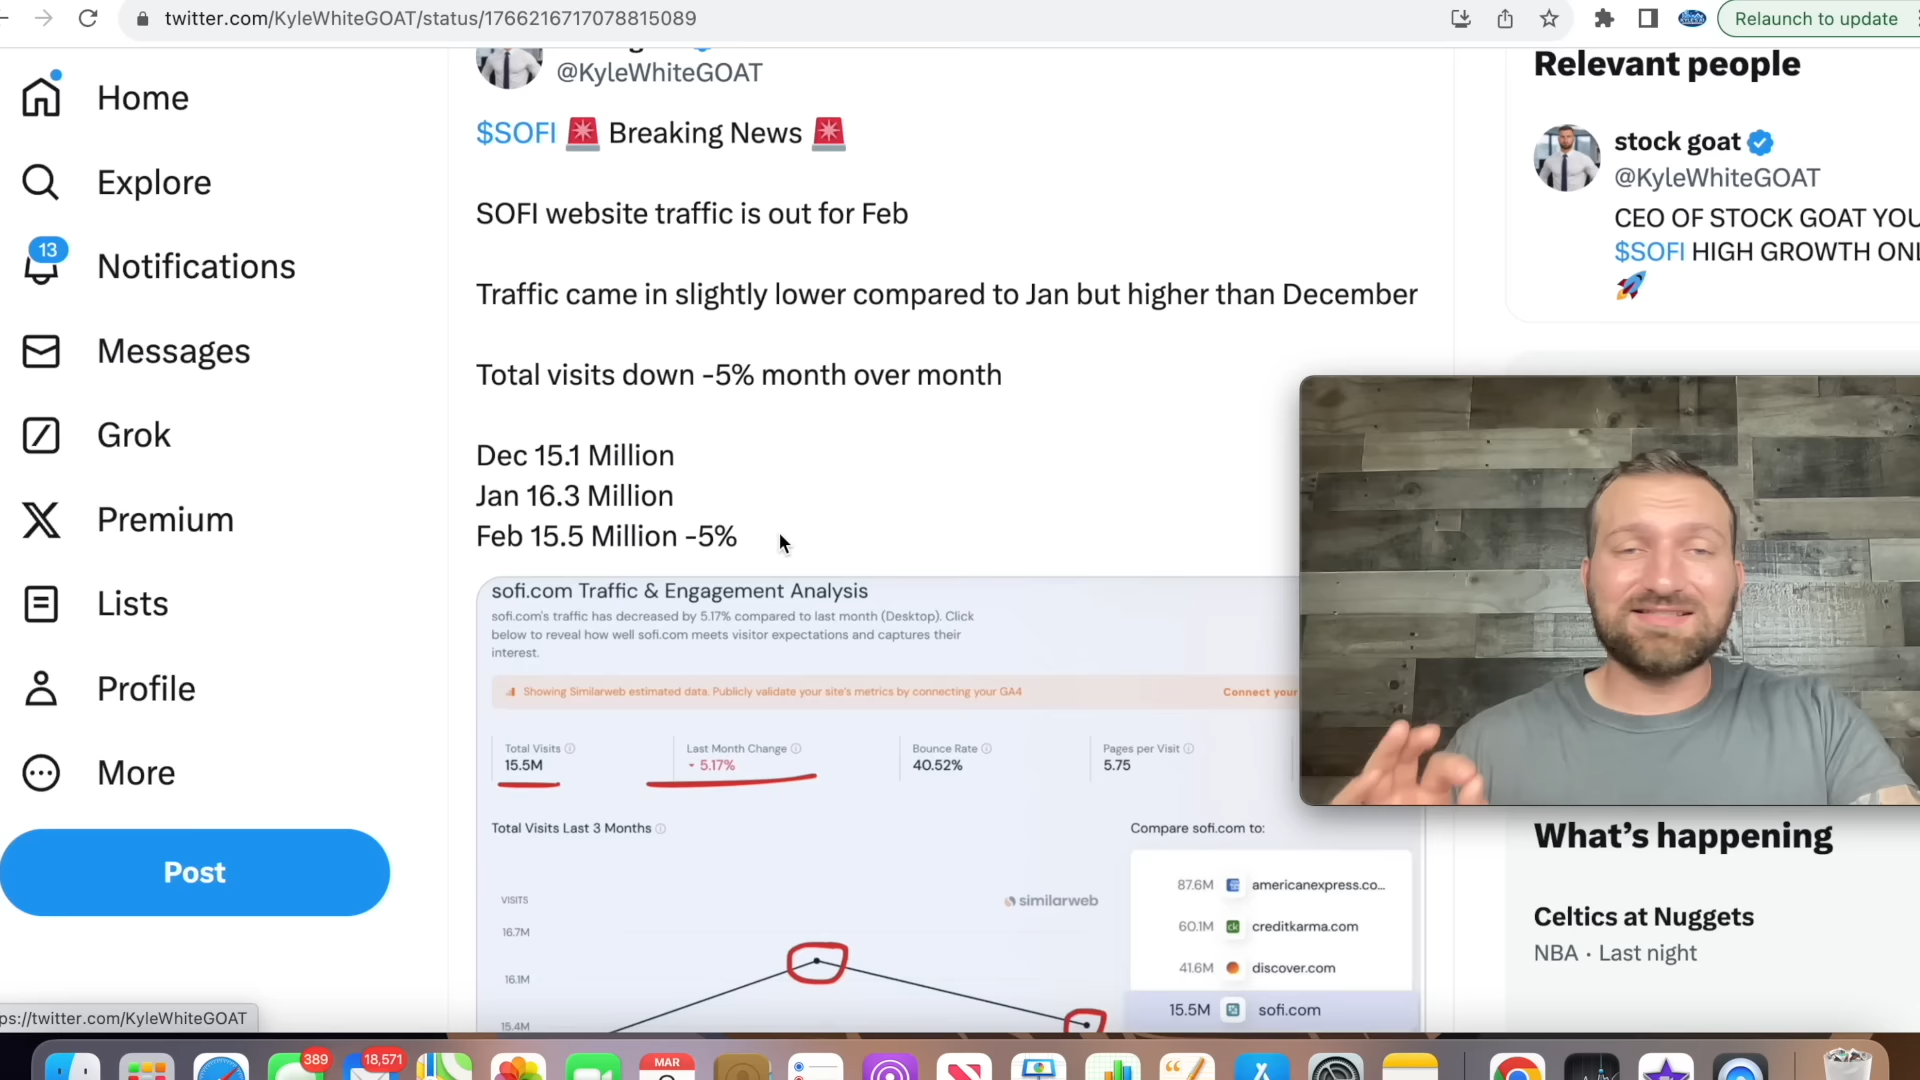 twitter.com/KyleWhiteGOAT/status/1766216717078815089
Relaunch to update
Home
Explore
13
Notifications
Messages
Grok
Premium
Lists
Profile
More
Post
@KyleWhiteGOAT
$SOFI 🚨 Breaking News 🚨
SOFI website traffic is out for Feb
Traffic came in slightly lower compared to Jan but higher than December
Total visits down -5% month over month
Dec 15.1 Million
Jan 16.3 Million
Feb 15.5 Million -5%
sofi.com Traffic & Engagement Analysis
sofi.com's traffic has decreased by 5.17% compared to last month (Desktop). Click
below to reveal how well sofi.com meets visitor expectations and captures their
interest.
Showing Similarweb estimated data. Publicly validate your site's metrics by connecting your GA4
Connect your
Total Visits
15.5M
Last Month Change
5.17%
Bounce Rate
40.52%
Pages per Visit
5.75
Total Visits Last 3 Months
VISITS
similarweb
16.7M
16.1M
15.4M
Compare sofi.com to:
87.6M americanexpress.co...
60.1M ck creditkarma.com
41.6M discover.com
15.5M sofi.com
Relevant people
stock goat
@KyleWhiteGOAT
CEO OF STOCK GOAT YOU
$SOFI HIGH GROWTH ONL
🚀
What's happening
Celtics at Nuggets
NBA · Last night
ps://twitter.com/KyleWhiteGOAT
389
18,571
MAR